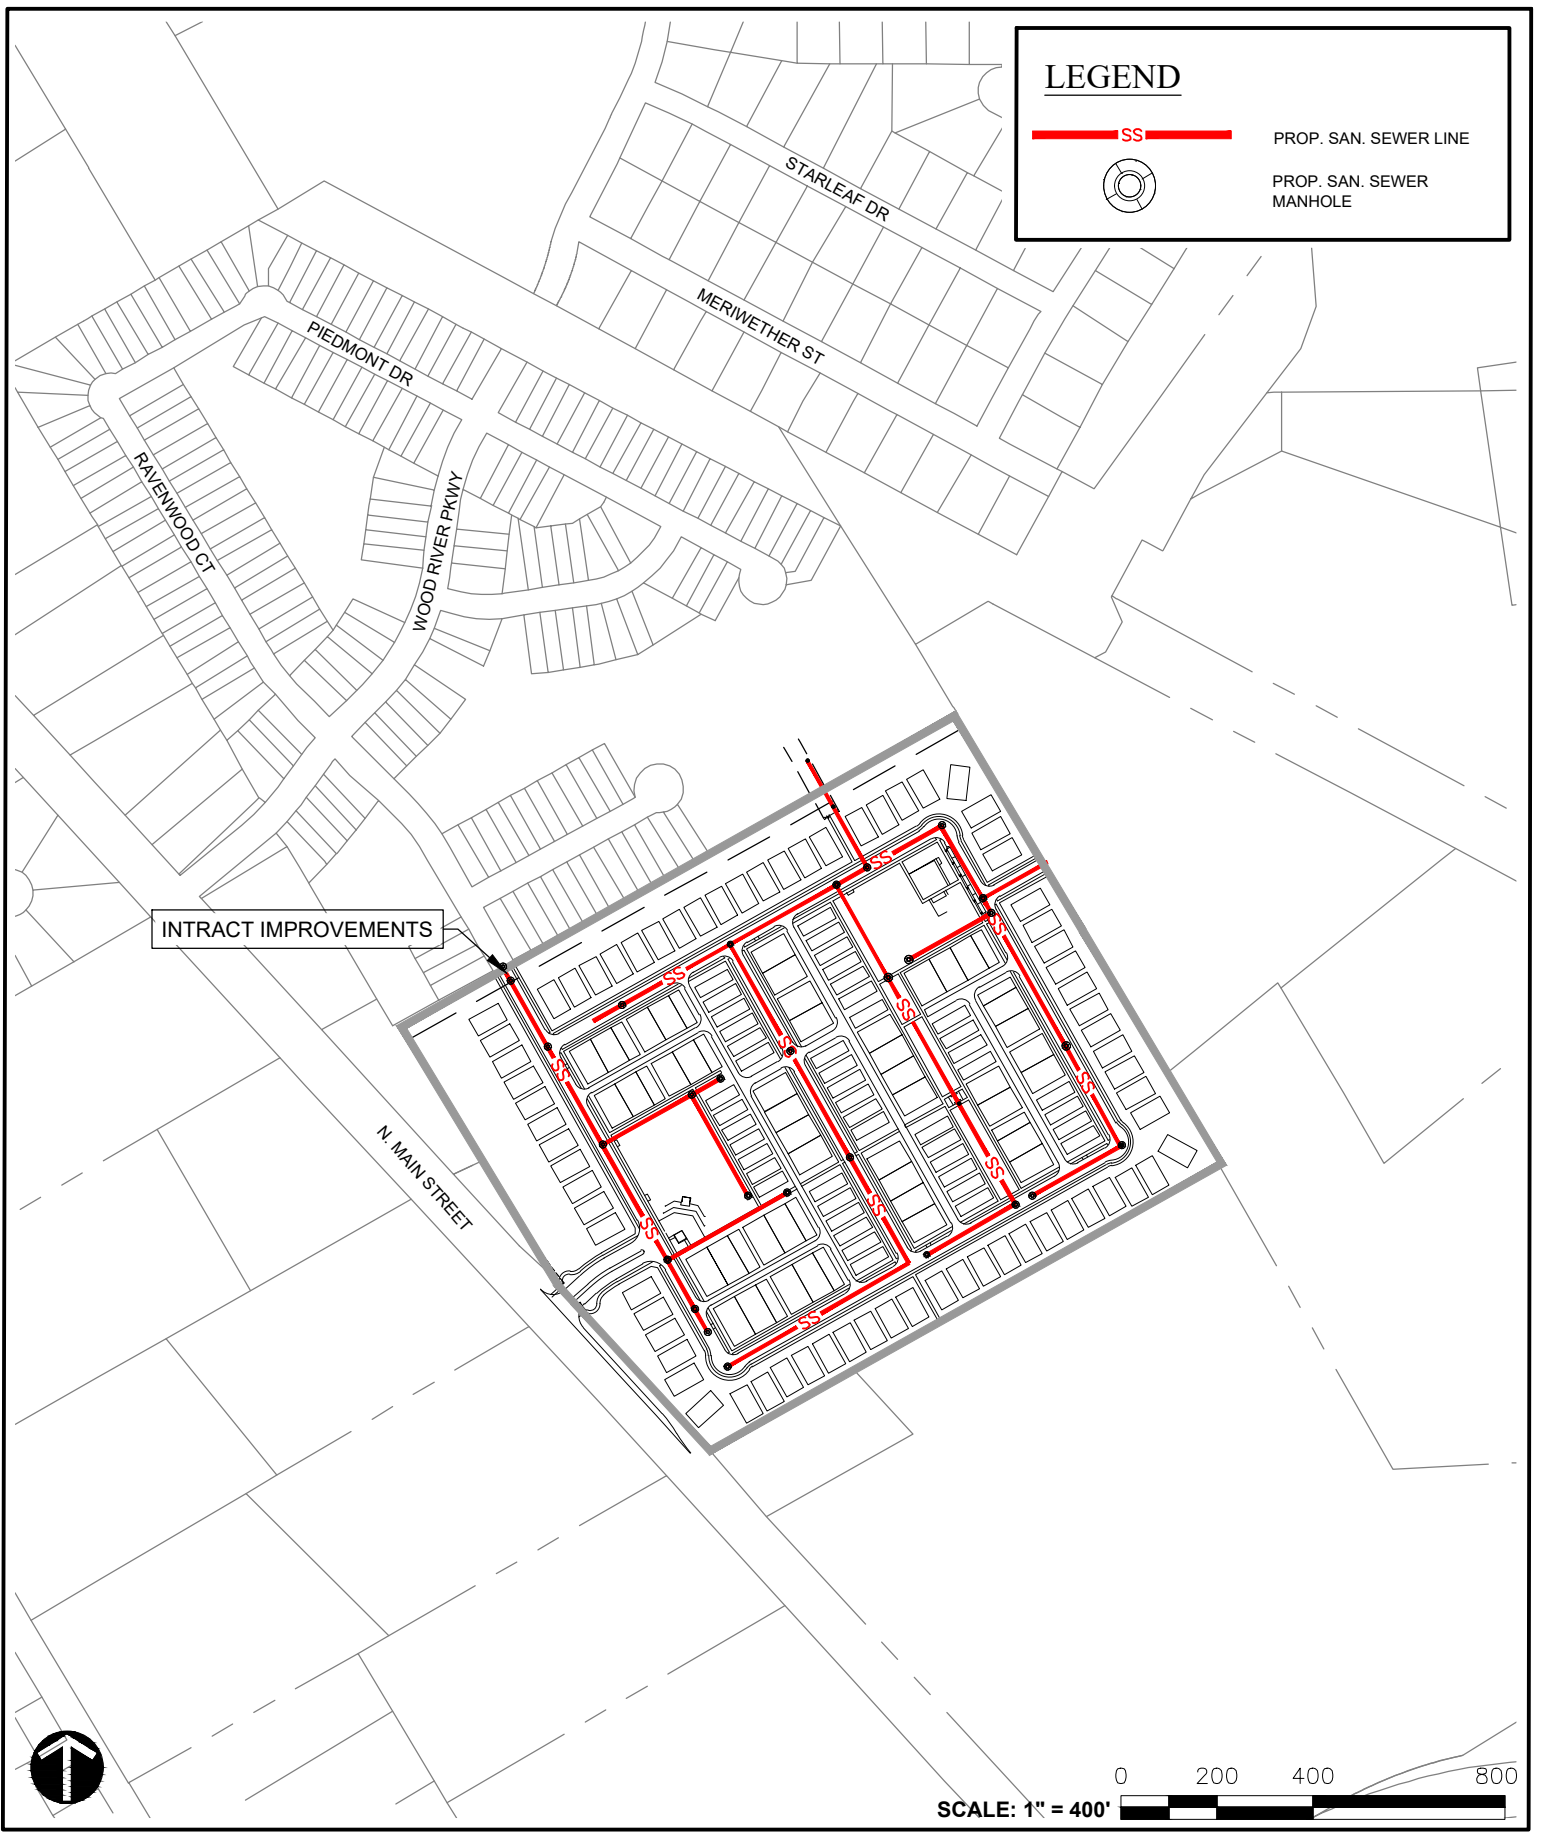 LEGEND
SS
PROP. SAN. SEWER LINE
PROP. SAN. SEWER
MANHOLE
STARLEAF DR
MERIWETHER ST
PIEDMONT DR
RAVENWOOD CT
WOOD RIVER PKWY
INTRACT IMPROVEMENTS
N. MAIN STREET
SS
SS
SS
SS
SS
SS
SS
SS
SS
SS
SS
0 200 400 800
SCALE: 1" = 400'